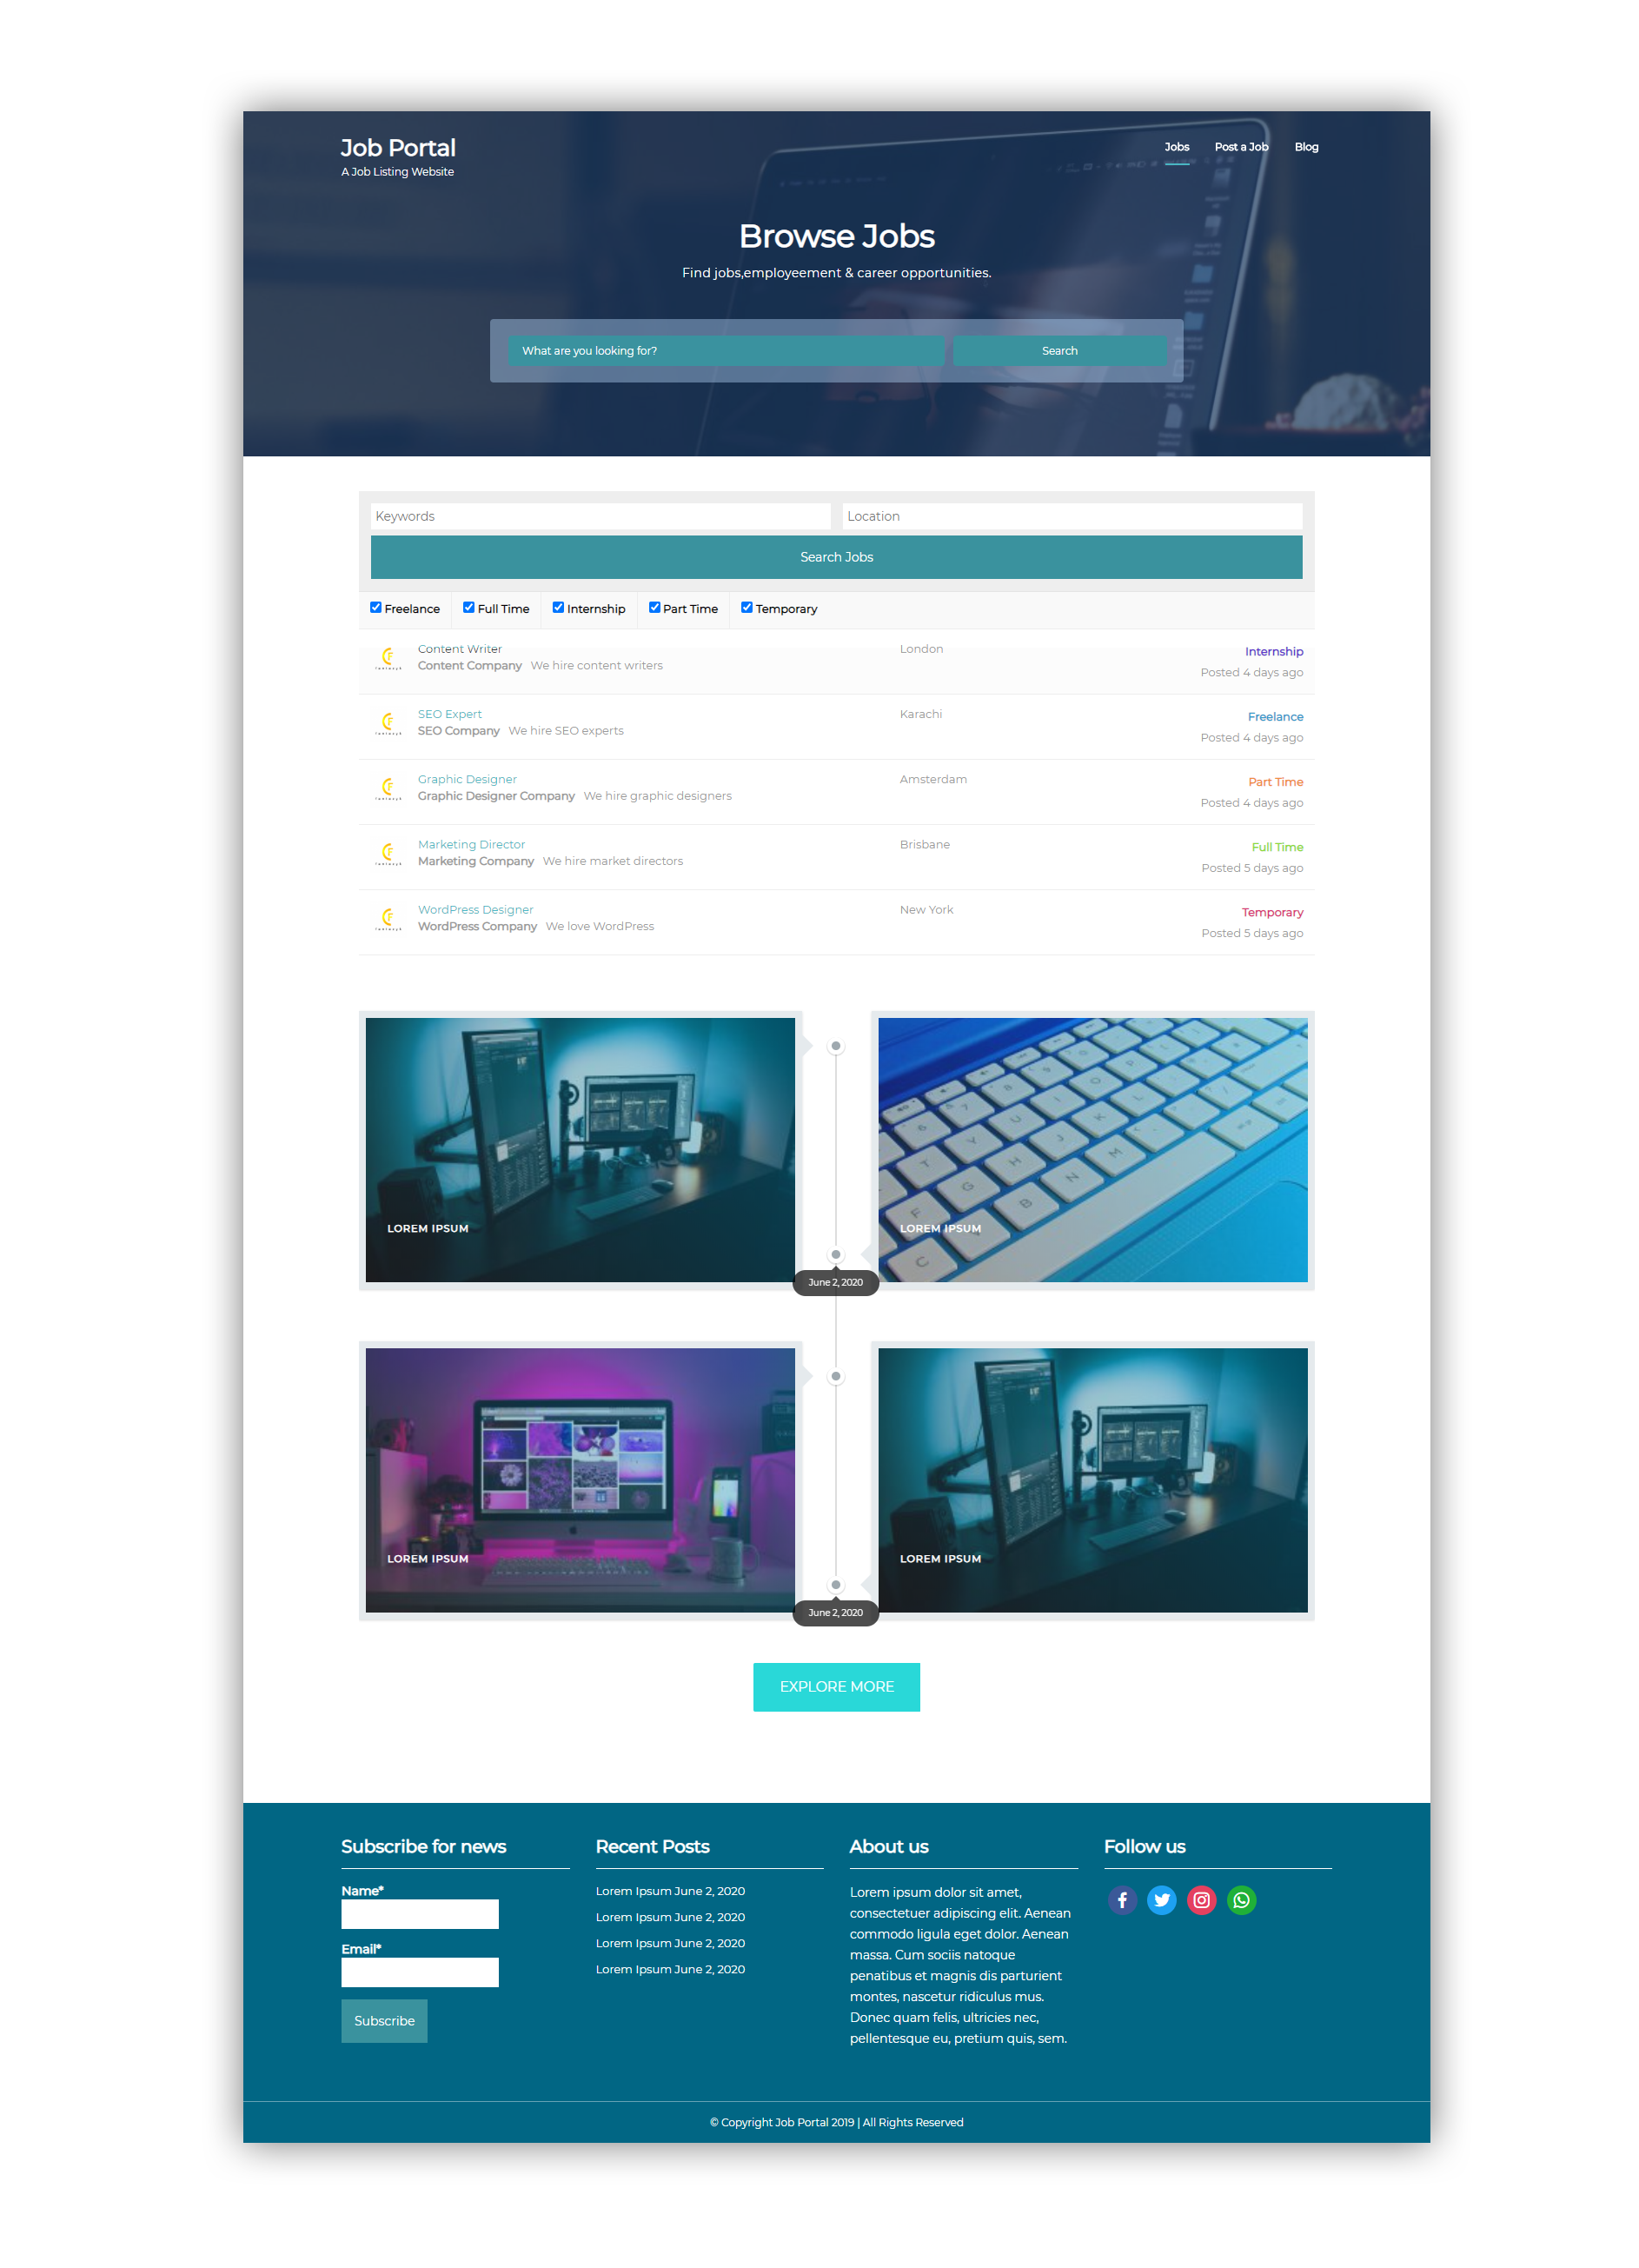 Job Portal
A Job Listing Website
Jobs Post a Job Blog
Browse Jobs
Find jobs,employeement & career opportunities.
What are you looking for? Search
Keywords Location
Search Jobs
Freelance Full Time Internship Part Time Temporary
Content Writer London Internship
Content Company We hire content writers Posted 4 days ago
SEO Expert Karachi Freelance
SEO Company We hire SEO experts Posted 4 days ago
Graphic Designer Amsterdam Part Time
Graphic Designer Company We hire graphic designers Posted 4 days ago
Marketing Director Brisbane Full Time
Marketing Company We hire market directors Posted 5 days ago
WordPress Designer New York Temporary
WordPress Company We love WordPress Posted 5 days ago
LOREM IPSUM
LOREM IPSUM
June 2, 2020
LOREM IPSUM
LOREM IPSUM
June 2, 2020
EXPLORE MORE
Subscribe for news
Name*
Email*
Subscribe
Recent Posts
Lorem Ipsum June 2, 2020
Lorem Ipsum June 2, 2020
Lorem Ipsum June 2, 2020
Lorem Ipsum June 2, 2020
About us
Lorem ipsum dolor sit amet,
consectetuer adipiscing elit. Aenean
commodo ligula eget dolor. Aenean
massa. Cum sociis natoque
penatibus et magnis dis parturient
montes, nascetur ridiculus mus.
Donec quam felis, ultricies nec,
pellentesque eu, pretium quis, sem.
Follow us
© Copyright Job Portal 2019 | All Rights Reserved